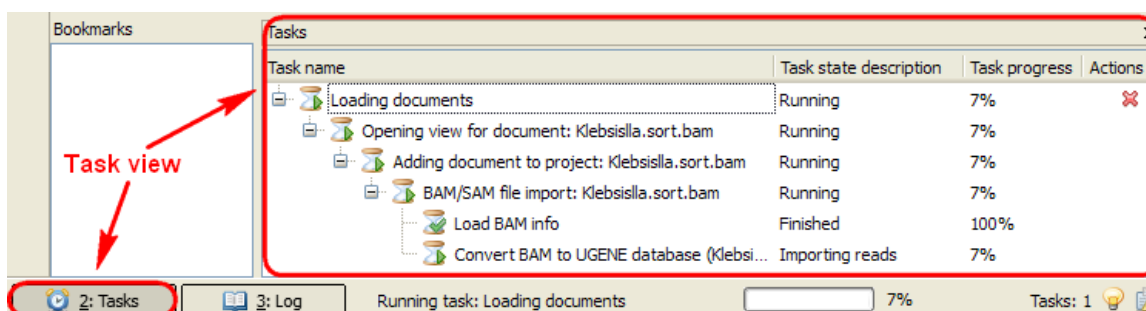 Bookmarks
Tasks
Task name Task state description Task progress Actions
Loading documents Running 7%
Opening view for document: Klebsislla.sort.bam Running 7%
Adding document to project: Klebsislla.sort.bam Running 7%
Task view
BAM/SAM file import: Klebsislla.sort.bam Running 7%
Load BAM info Finished 100%
Convert BAM to UGENE database (Klebsi... Importing reads 7%
2: Tasks 3: Log Running task: Loading documents 7% Tasks: 1